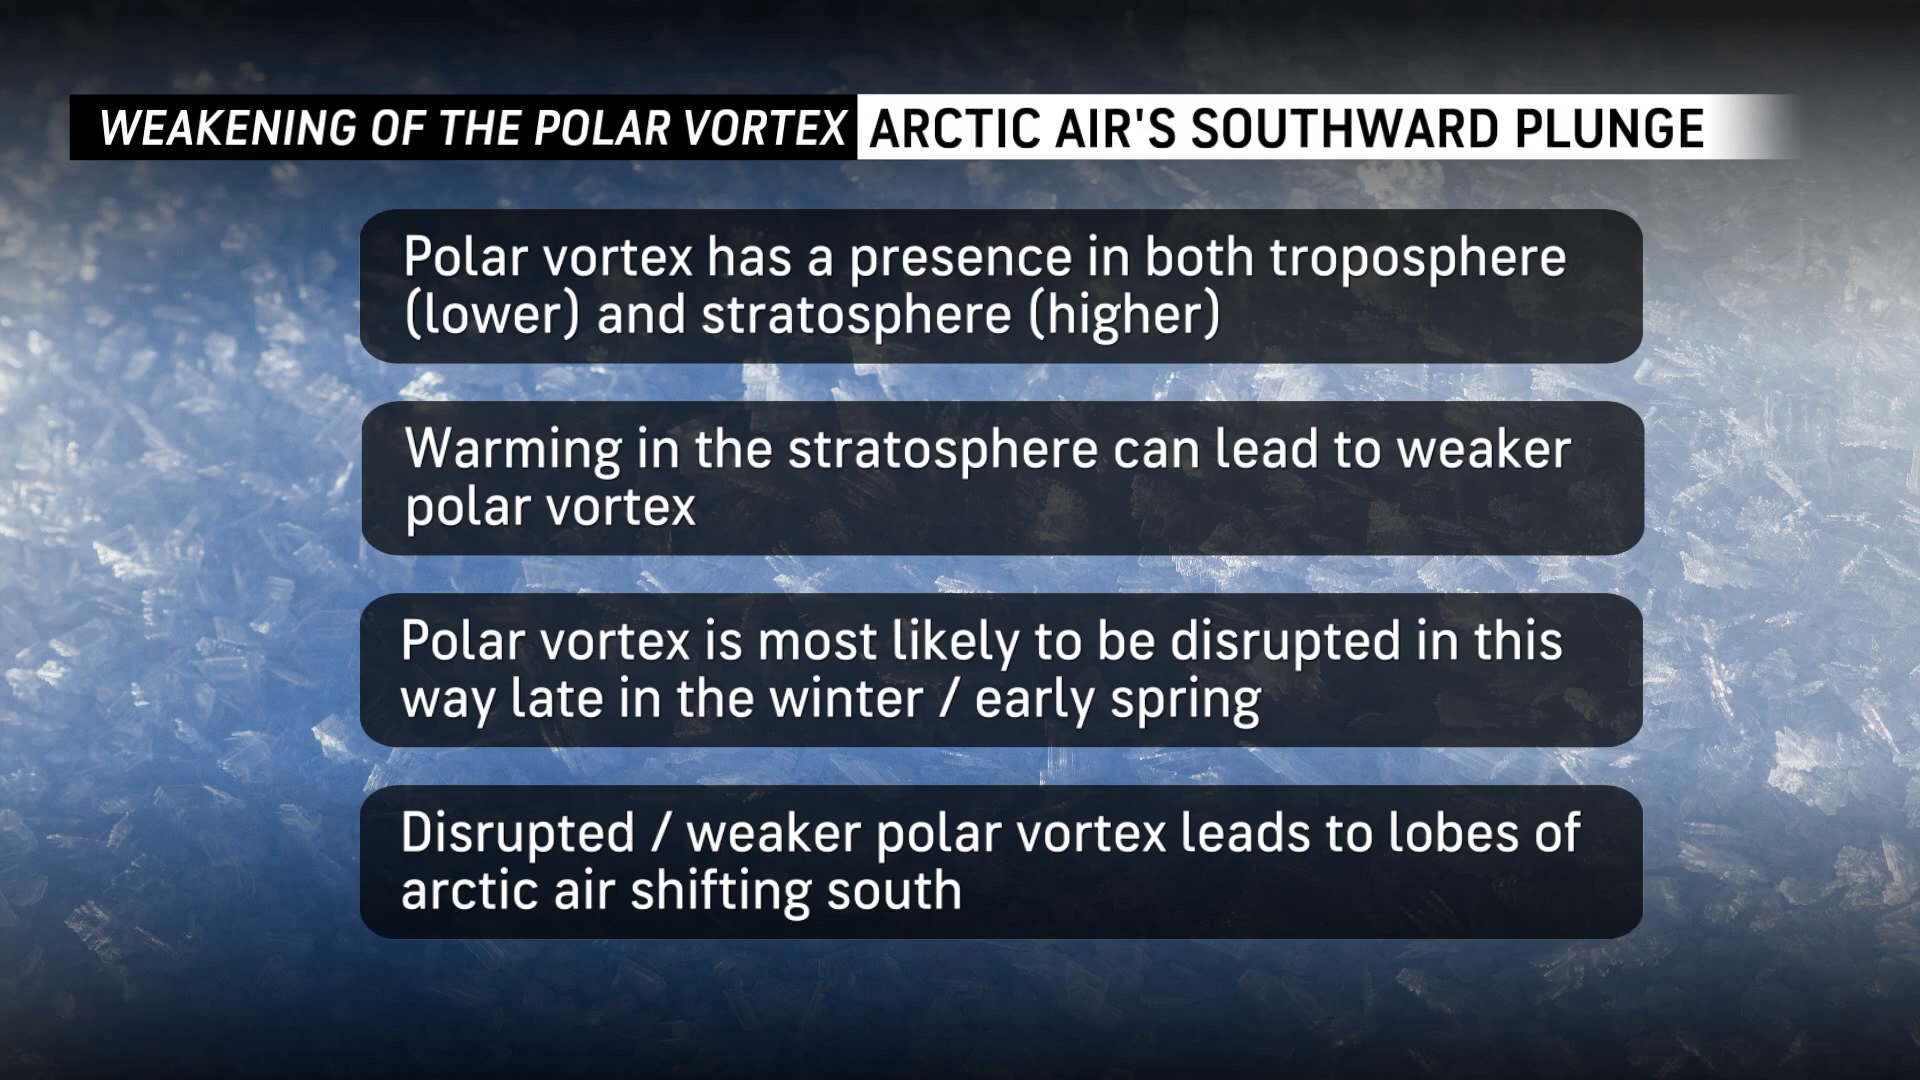 WEAKENING OF THE POLAR VORTEX ARCTIC AIR'S SOUTHWARD PLUNGE
Polar vortex has a presence in both troposphere
(lower) and stratosphere (higher)
Warming in the stratosphere can lead to weaker
polar vortex
Polar vortex is most likely to be disrupted in this
way late in the winter / early spring
Disrupted / weaker polar vortex leads to lobes of
arctic air shifting south